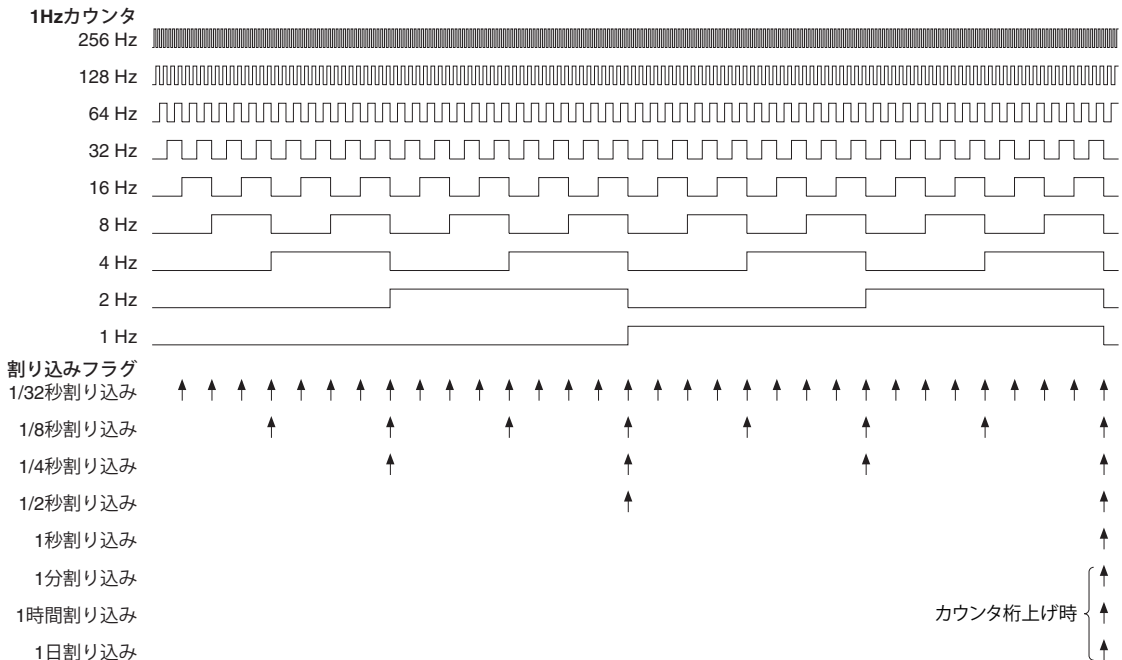 1Hzカウンタ
256 Hz
128 Hz
64 Hz
32 Hz
16 Hz
8 Hz
4 Hz
2 Hz
1 Hz
割り込みフラグ
1/32秒割り込み
1/8秒割り込み
1/4秒割り込み
1/2秒割り込み
1秒割り込み
1分割り込み
1時間割り込み
カウンタ桁上げ時
1日割り込み